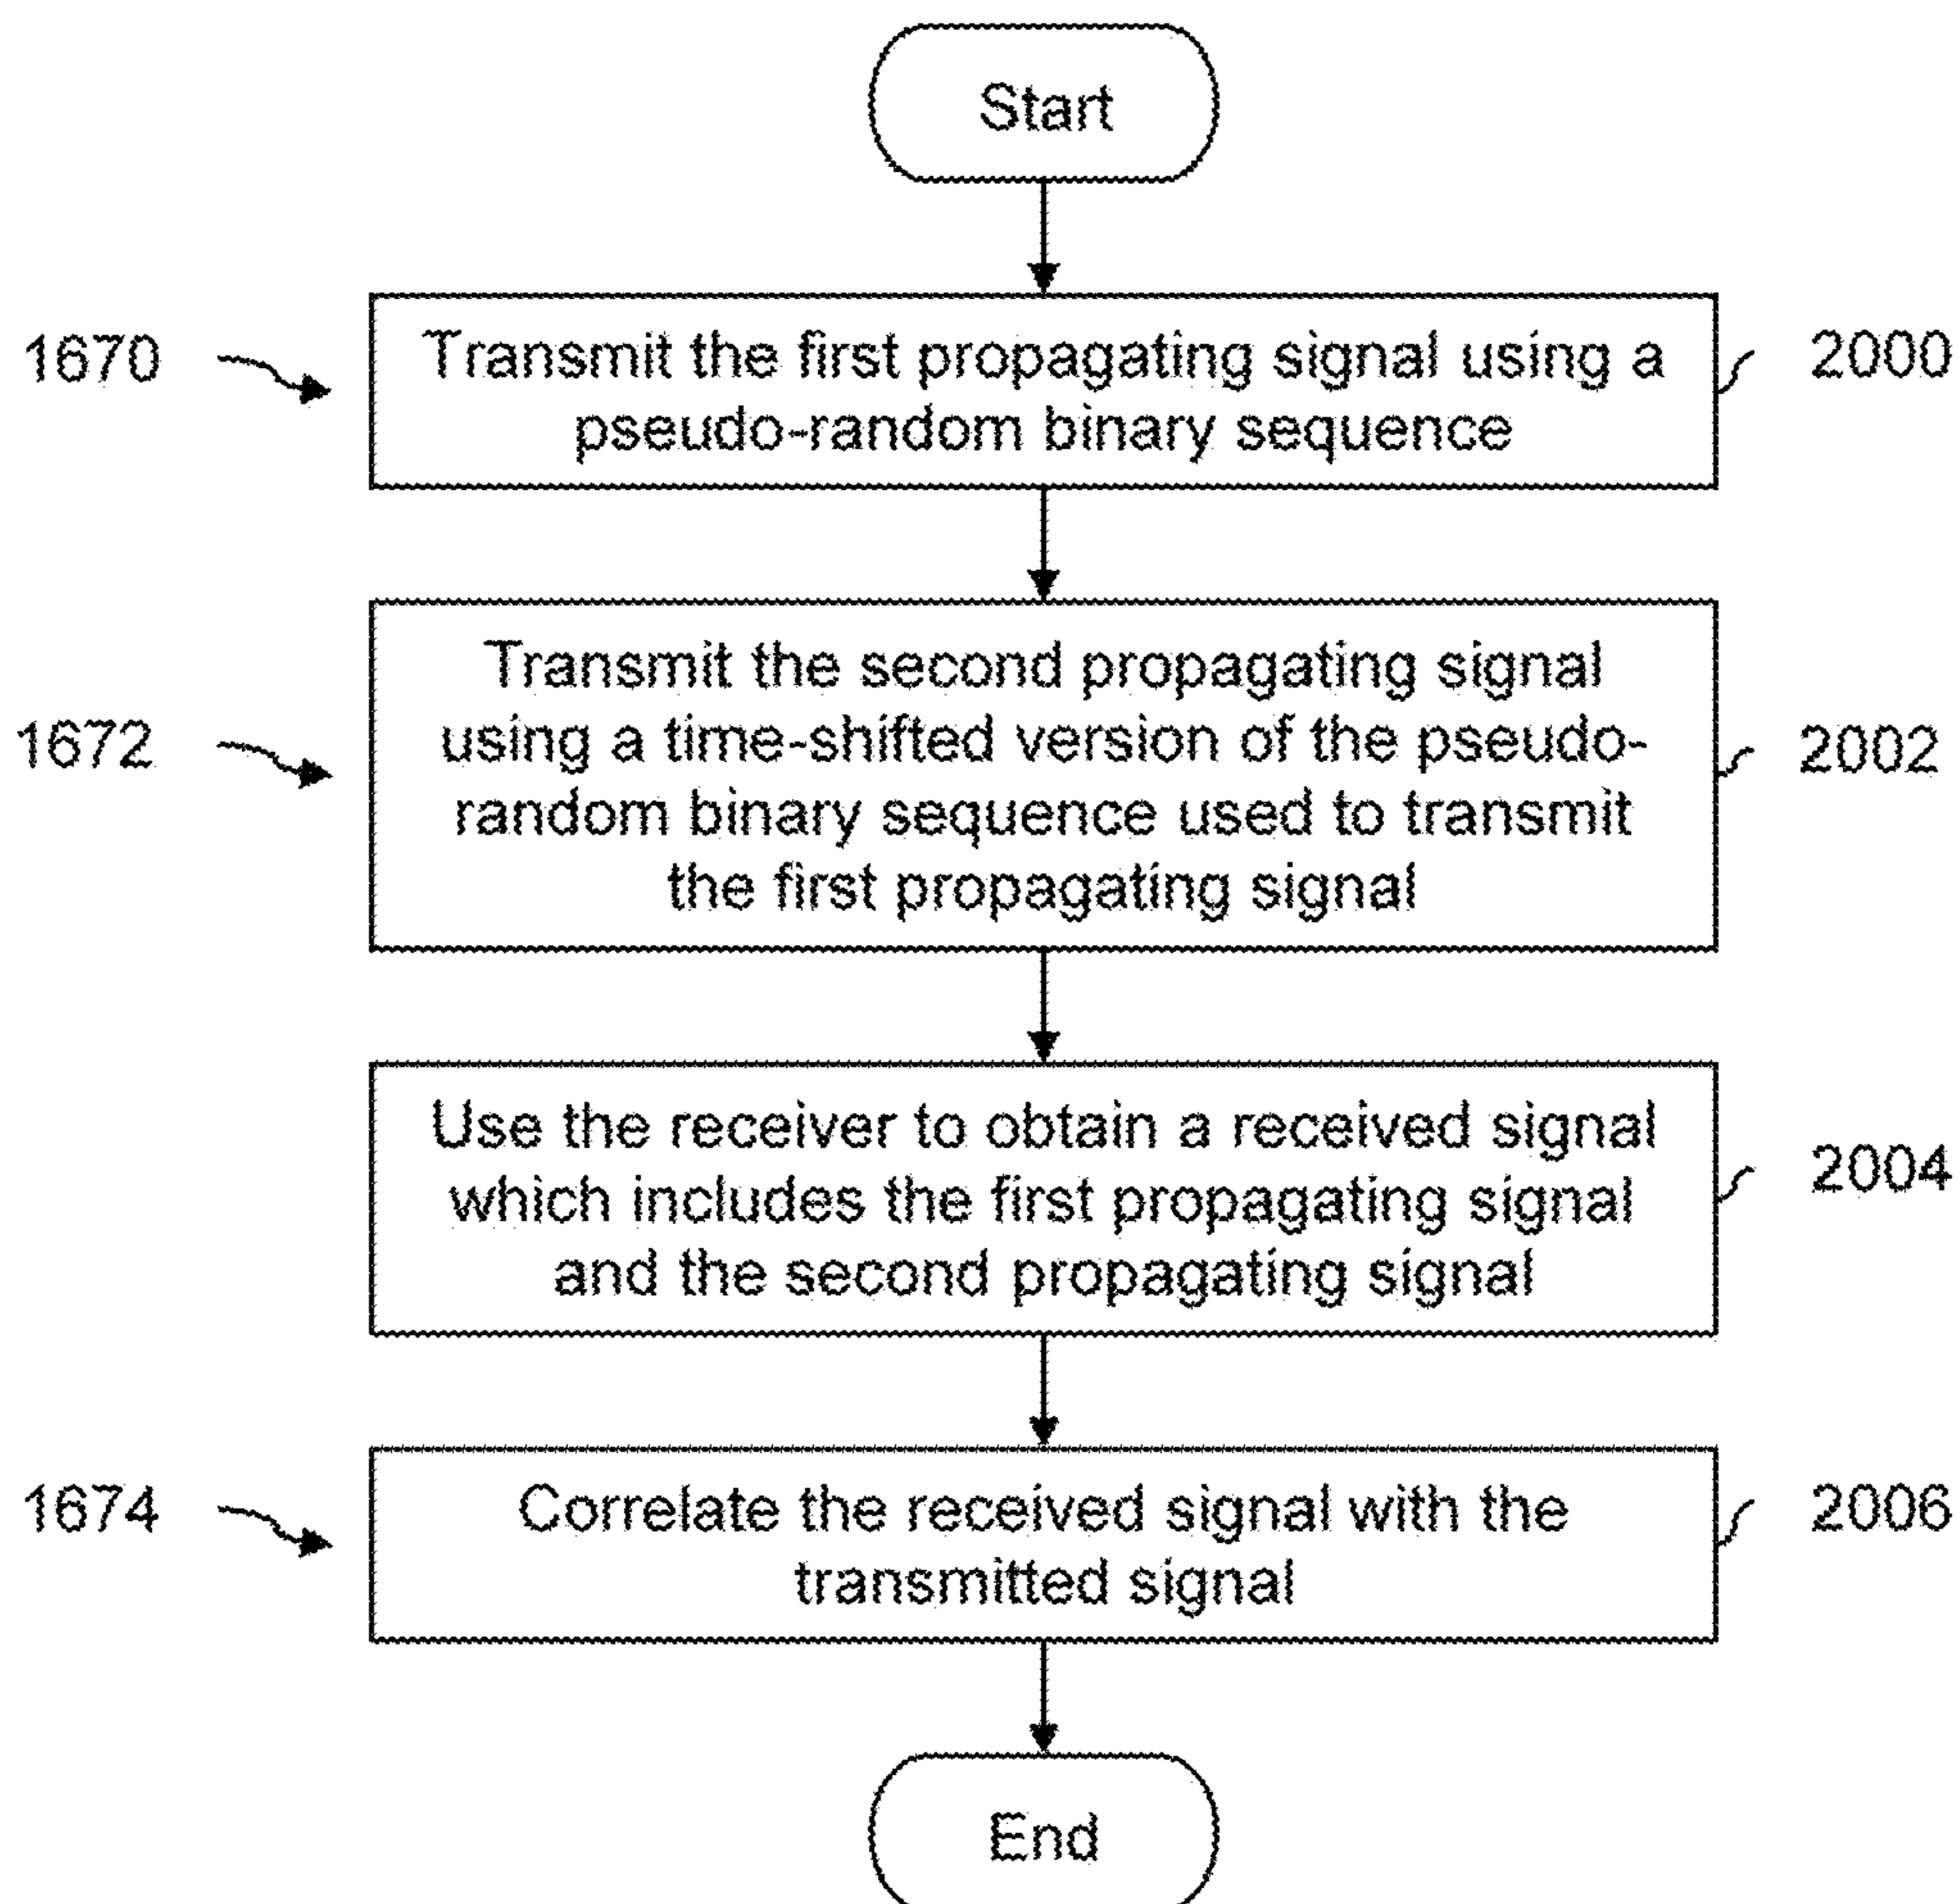 Start
1670
Transmit the first propagating signal using a
pseudo-random binary sequence
2000
1672
Transmit the second propagating signal
using a time-shifted version of the pseudo-
random binary sequence used to transmit
the first propagating signal
2002
Use the receiver to obtain a received signal
which includes the first propagating signal
and the second propagating signal
2004
1674
Correlate the received signal with the
transmitted signal
2006
End